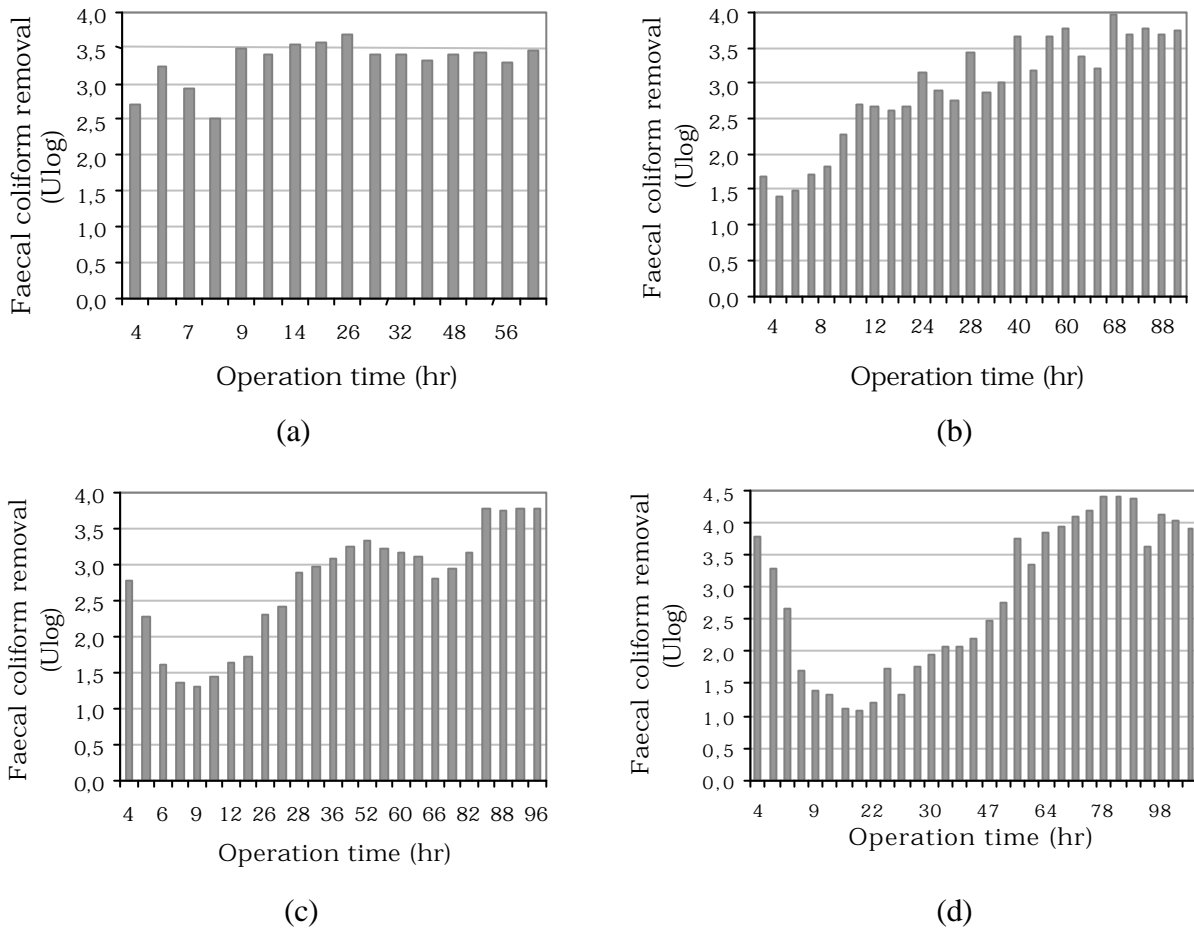 Faecal coliform removal
(Ulog)
4,0
3,5
3,0
2,5
2,0
1,5
1,0
0,5
0,0
4 7 9 14 26 32 48 56
Operation time (hr)
(a)
Faecal coliform removal
(Ulog)
4,0
3,5
3,0
2,5
2,0
1,5
1,0
0,5
0,0
4 8 12 24 28 40 60 68 88
Operation time (hr)
(b)
Faecal coliform removal
(Ulog)
4,0
3,5
3,0
2,5
2,0
1,5
1,0
0,5
0,0
4 6 9 12 26 28 36 52 60 66 82 88 96
Operation time (hr)
(c)
Faecal coliform removal
(Ulog)
4,5
4,0
3,5
3,0
2,5
2,0
1,5
1,0
0,5
0,0
4 9 22 30 47 64 78 98
Operation time (hr)
(d)